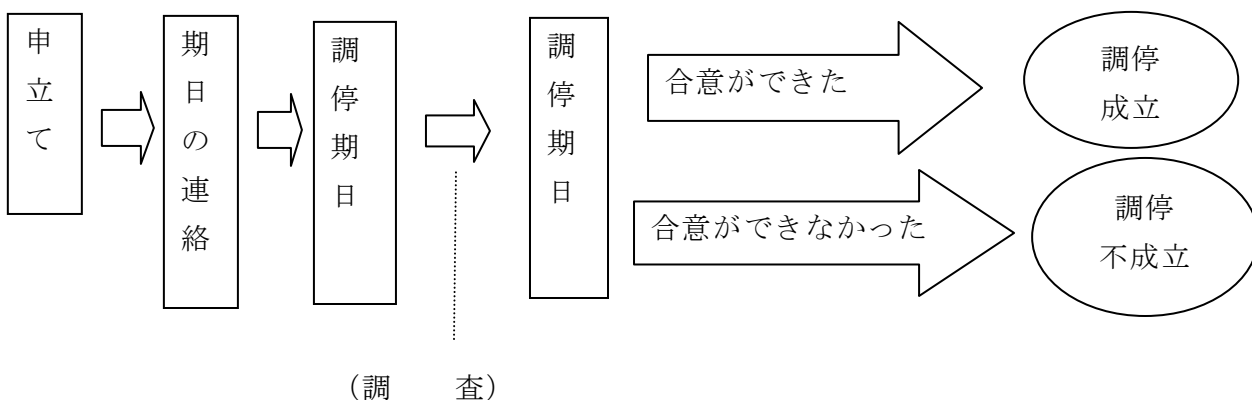 申立て
期日の連絡
調停期日
調停期日
合意ができた
調停
成立
合意ができなかった
調停
不成立
（調　　査）